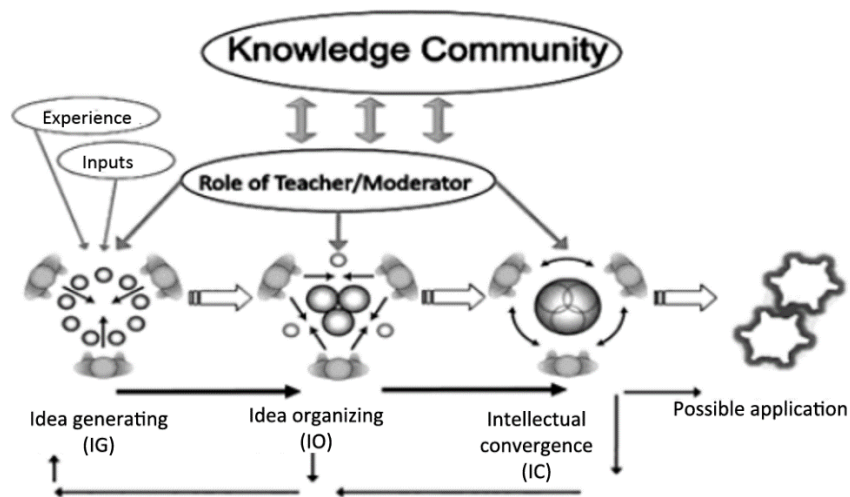 Knowledge Community
Experience
Inputs
Role of Teacher/Moderator
Idea generating
(IG)
Idea organizing
(IO)
Intellectual
convergence
(IC)
Possible application